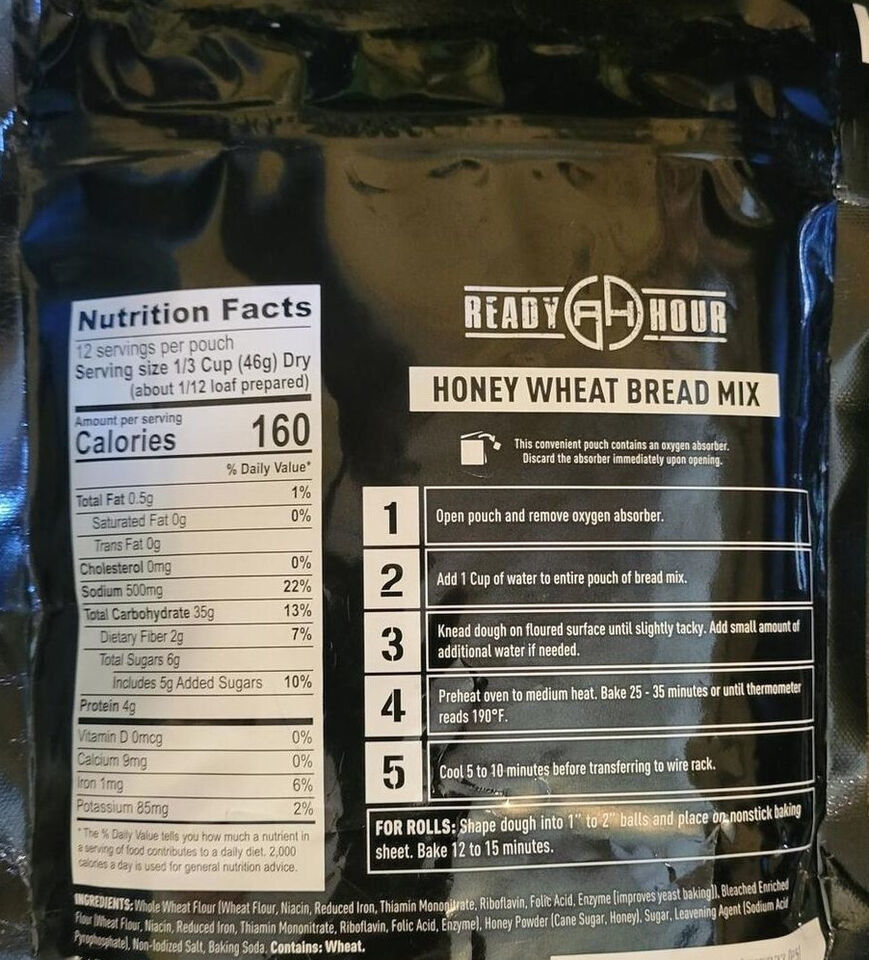 Nutrition Facts
12 servings per pouch
Serving size 1/3 Cup (46g) Dry
(about 1/12 loaf prepared)
Amount per serving
Calories 160
% Daily Value*
Total Fat 0.5g 1%
Saturated Fat 0g 0%
Trans Fat 0g
Cholesterol 0mg 0%
Sodium 500mg 22%
Total Carbohydrate 35g 13%
Dietary Fiber 2g 7%
Total Sugars 6g
Includes 5g Added Sugars 10%
Protein 4g
Vitamin D 0mcg 0%
Calcium 9mg 0%
Iron 1mg 6%
Potassium 85mg 2%
*The % Daily Value tells you how much a nutrient in
a serving of food contributes to a daily diet. 2,000
calories a day is used for general nutrition advice.
READY RH HOUR
HONEY WHEAT BREAD MIX
This convenient pouch contains an oxygen absorber.
Discard the absorber immediately upon opening.
1 Open pouch and remove oxygen absorber.
2 Add 1 Cup of water to entire pouch of bread mix.
3 Knead dough on floured surface until slightly tacky. Add small amount of
additional water if needed.
4 Preheat oven to medium heat. Bake 25 - 35 minutes or until thermometer
reads 190°F.
5 Cool 5 to 10 minutes before transferring to wire rack.
FOR ROLLS: Shape dough into 1" to 2" balls and place on nonstick baking
sheet. Bake 12 to 15 minutes.
INGREDIENTS: Whole Wheat Flour (Wheat Flour, Niacin, Reduced Iron, Thiamin Mononitrate, Riboflavin, Folic Acid, Enzyme [improves yeast baking]), Bleached Enriched
Flour (Wheat Flour, Niacin, Reduced Iron, Thiamin Mononitrate, Riboflavin, Folic Acid, Enzyme), Honey Powder (Cane Sugar, Honey), Sugar, Leavening Agent (Sodium Acid
Pyrophosphate), Non-Iodized Salt, Baking Soda. Contains: Wheat.